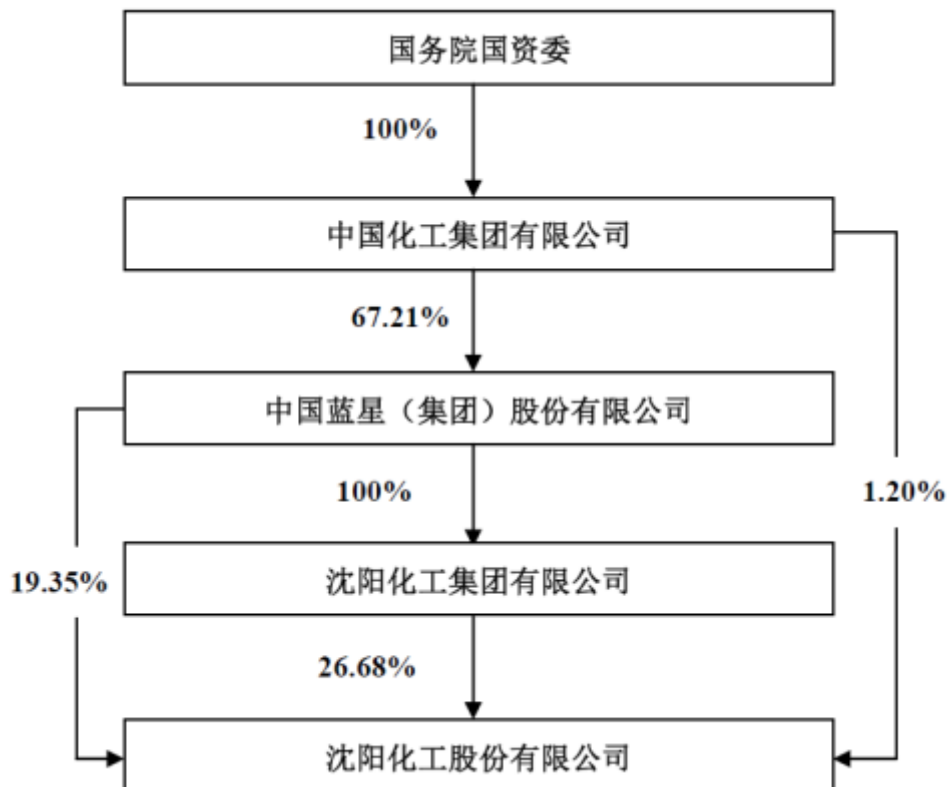 国务院国资委
100%
中国化工集团有限公司
67.21%
中国蓝星（集团）股份有限公司
100%
1.20%
沈阳化工集团有限公司
19.35%
26.68%
沈阳化工股份有限公司